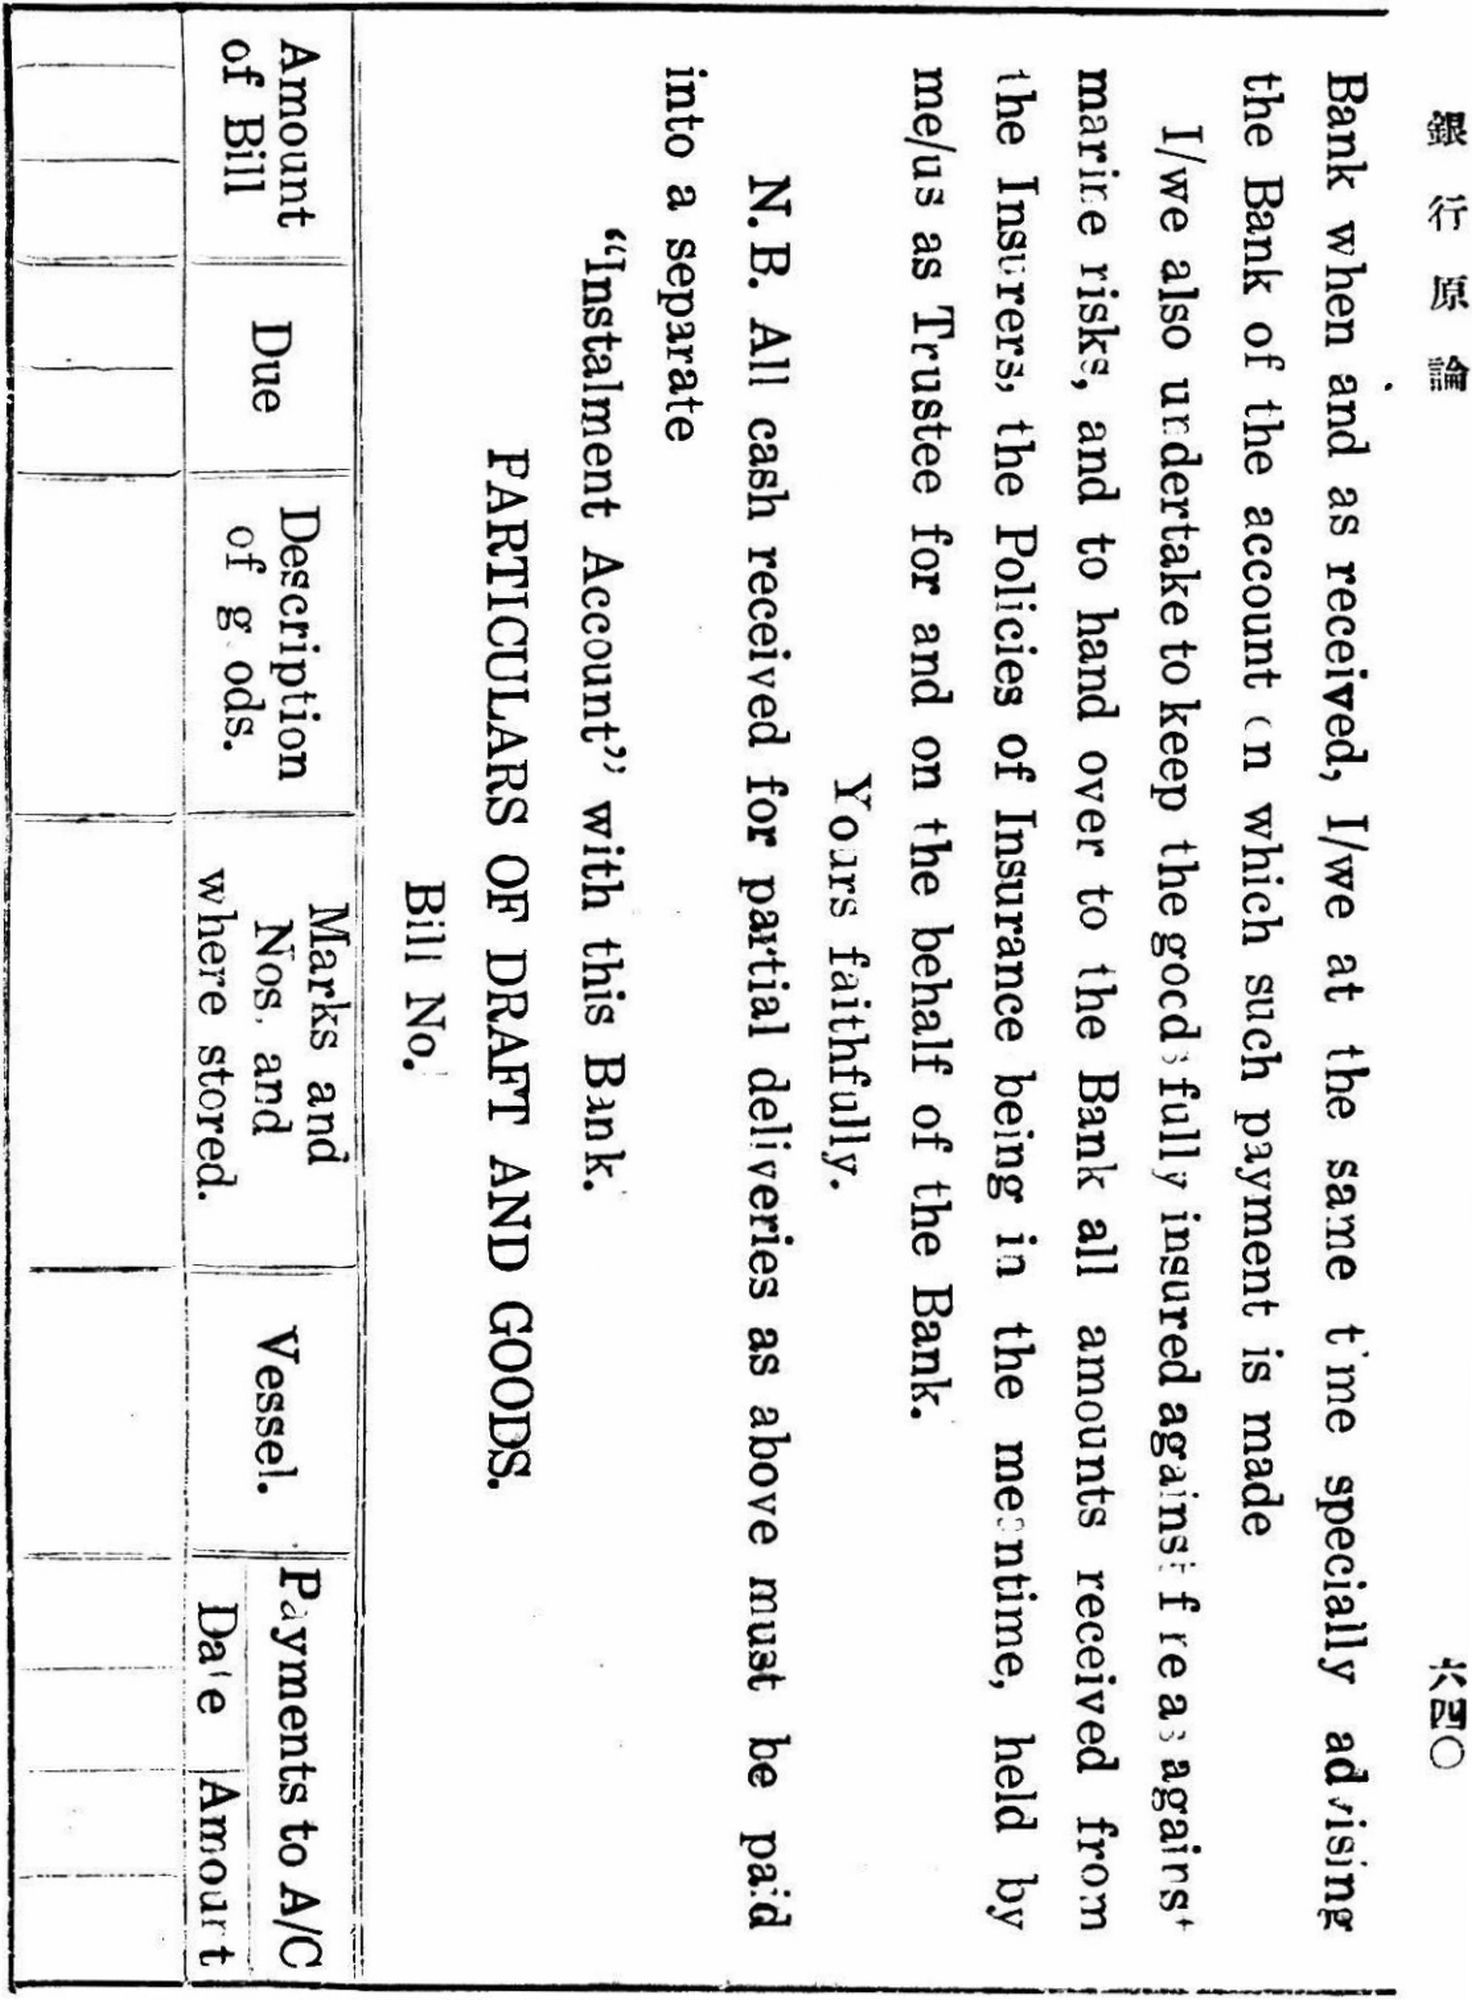 銀行原論
六四〇
Bank when and as received, I/we at the same time specially advising
the Bank of the account on which such payment is made
I/we also undertake to keep the goods fully insured against fire as against
marine risks, and to hand over to the Bank all amounts received from
the Insurers, the Policies of Insurance being in the meantime, held by
me/us as Trustee for and on the behalf of the Bank.
Yours faithfully.
N. B. All cash received for partial deliveries as above must be paid
into a separate
“Instalment Account” with this Bank.
PARTICULARS OF DRAFT AND GOODS.
Bill No.
Amount
of Bill
Due
Description
of goods.
Marks and
Nos. and
where stored.
Vessel.
Payments to A/C
Date
Amount